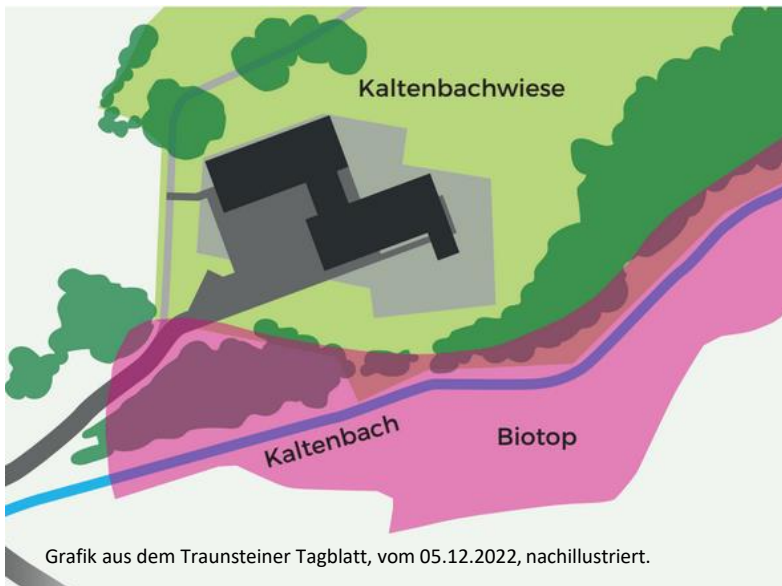 Kaltenbachwiese
Kaltenbach
Biotop
Grafik aus dem Traunsteiner Tagblatt, vom 05.12.2022, nachillustriert.